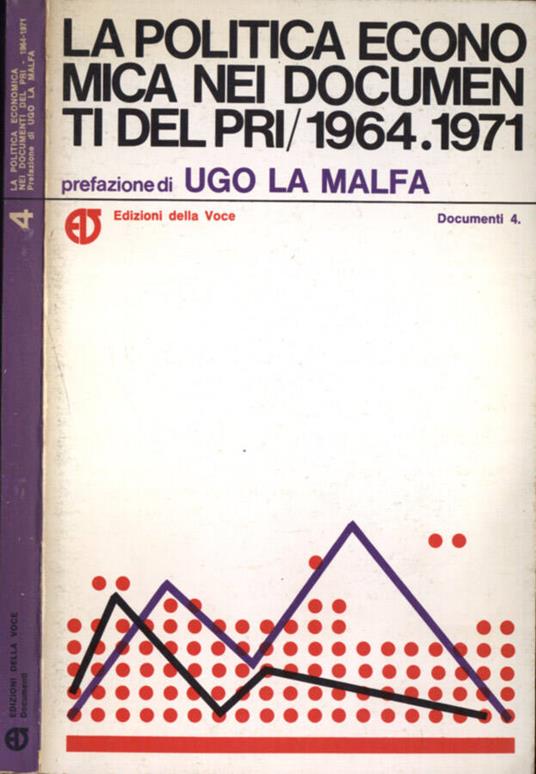 LA POLITICA ECONO
MICA NEI DOCUMEN
TI DEL PRI/1964.1971
prefazione di UGO LA MALFA
EV Edizioni della Voce
Documenti 4.
LA POLITICA ECONOMICA
NEI DOCUMENTI DEL PRI - 1964-1971
Prefazione di UGO LA MALFA
4
EDIZIONI DELLA VOCE
Documenti
EV